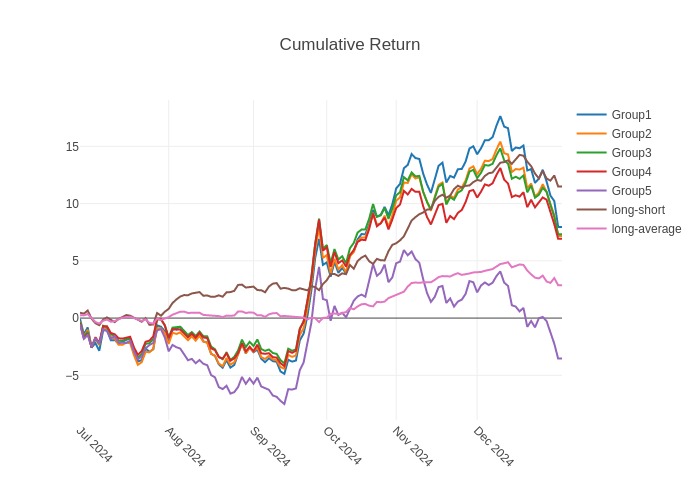 Cumulative Return
15
10
5
0
−5
Jul 2024
Aug 2024
Sep 2024
Oct 2024
Nov 2024
Dec 2024
Group1
Group2
Group3
Group4
Group5
long-short
long-average